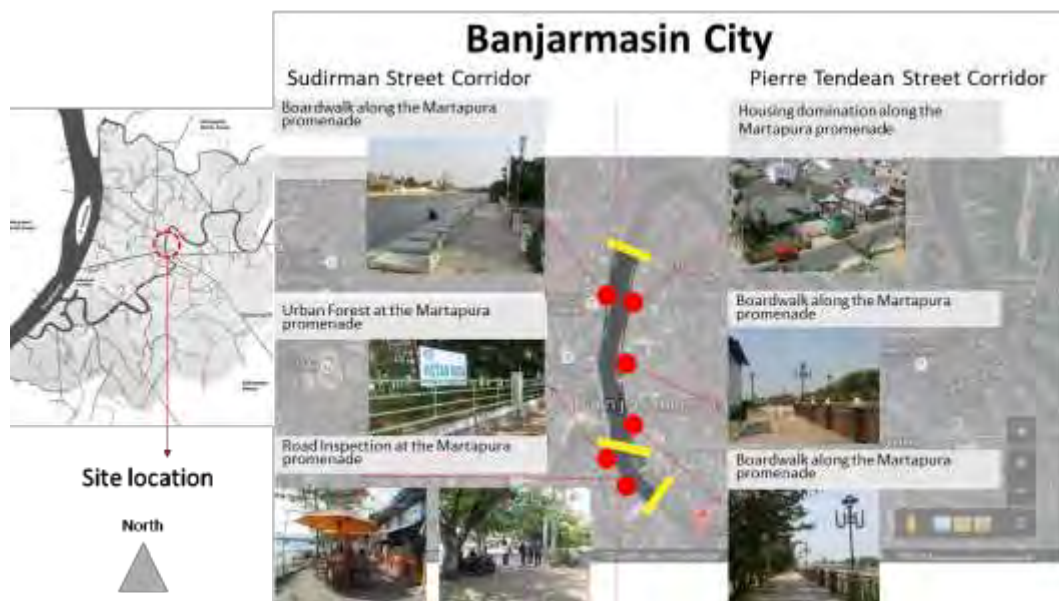 Banjarmasin City
Sudirman Street Corridor
Pierre Tendean Street Corridor
Boardwalk along the Martapura
promenade
Housing domination along the
Martapura promenade
Urban Forest at the Martapura
promenade
Boardwalk along the Martapura
promenade
HUTAN KOTA
Road Inspection at the Martapura
promenade
Boardwalk along the Martapura
promenade
Site location
North